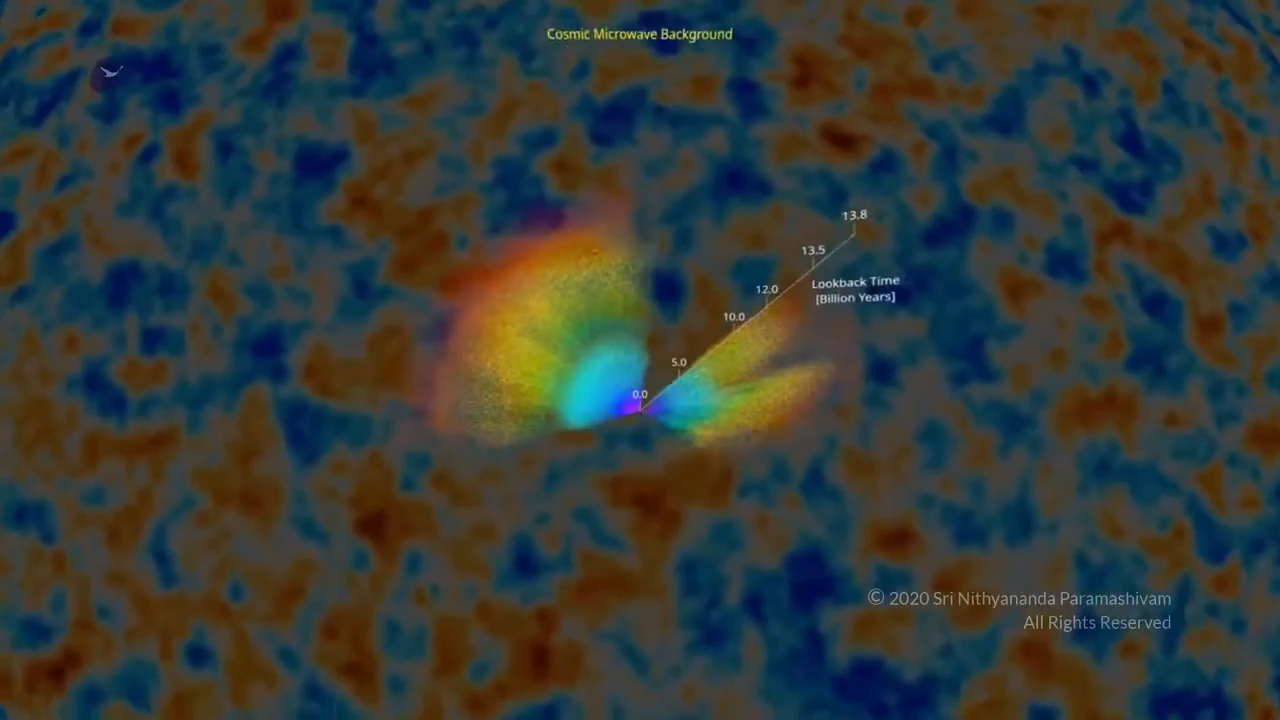 Cosmic Microwave Background
13.8
13.5
Lookback Time
12.0
[Billion Years]
10.0
5.0
0.0
© 2020 Sri Nithyananda Paramashivam
All Rights Reserved